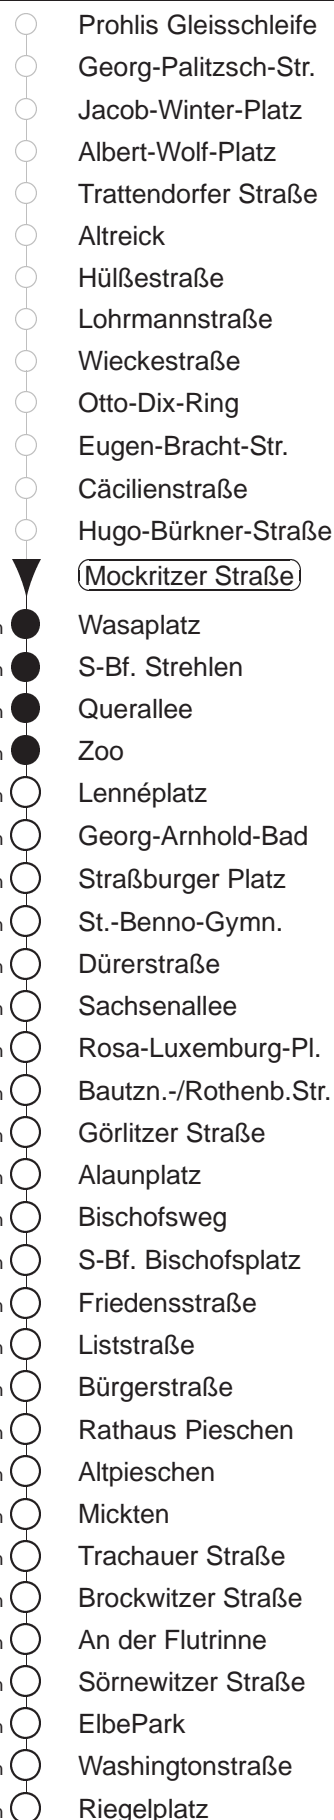 Prohlis Gleisschleife
Georg-Palitzsch-Str.
Jacob-Winter-Platz
Albert-Wolf-Platz
Trattendorfer Straße
Altreick
Hülßestraße
Lohrmannstraße
Wieckestraße
Otto-Dix-Ring
Eugen-Bracht-Str.
Cäcilienstraße
Hugo-Bürkner-Straße
Mockritzer Straße
Wasaplatz
S-Bf. Strehlen
Querallee
Zoo
Lennéplatz
Georg-Arnhold-Bad
Straßburger Platz
St.-Benno-Gymn.
Dürerstraße
Sachsenallee
Rosa-Luxemburg-Pl.
Bautzn.-/Rothenb.Str.
Görlitzer Straße
Alaunplatz
Bischofsweg
S-Bf. Bischofsplatz
Friedensstraße
Liststraße
Bürgerstraße
Rathaus Pieschen
Altpieschen
Mickten
Trachauer Straße
Brockwitzer Straße
An der Flutrinne
Sörnewitzer Straße
ElbePark
Washingtonstraße
Riegelplatz